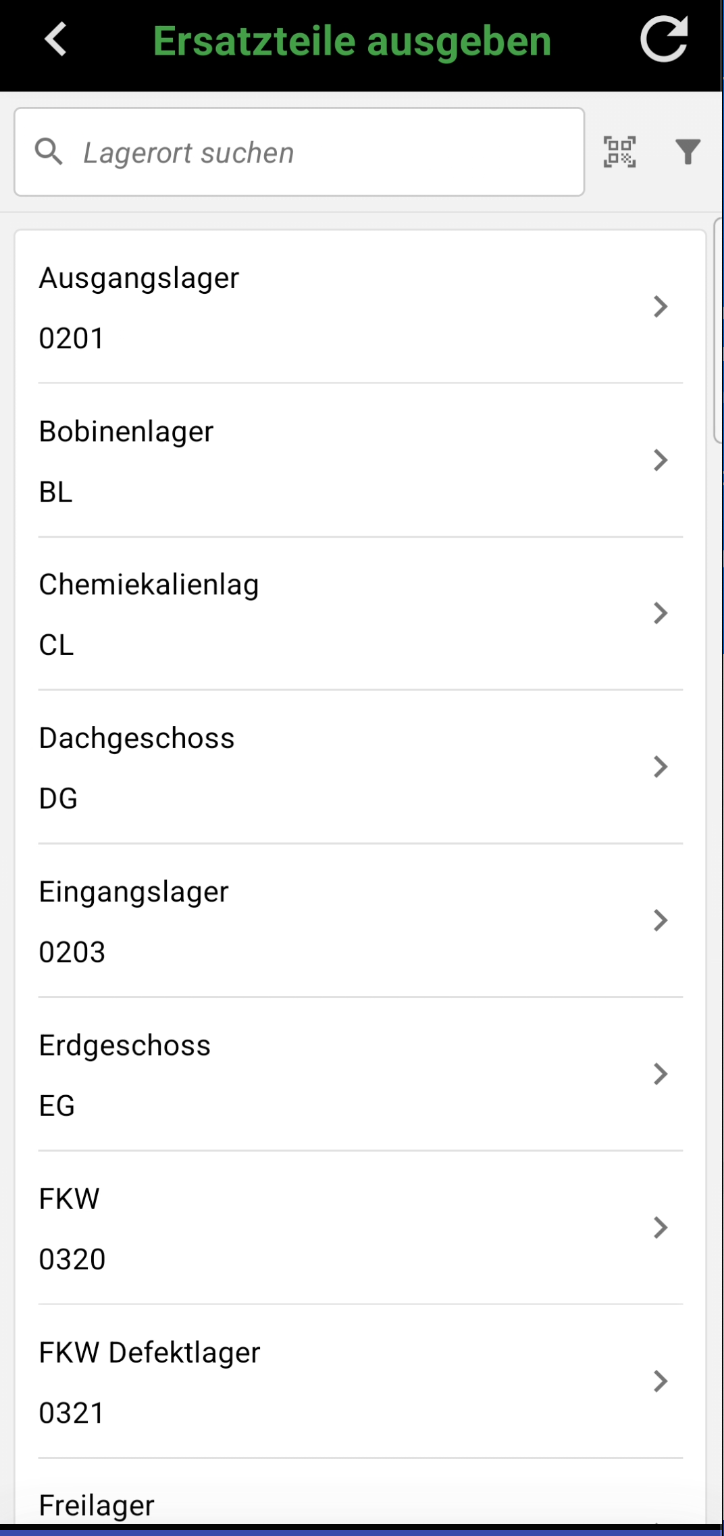 Ersatzteile ausgeben
Lagerort suchen
Ausgangslager
0201
Bobinenlager
BL
Chemiekalienlag
CL
Dachgeschoss
DG
Eingangslager
0203
Erdgeschoss
EG
FKW
0320
FKW Defektlager
0321
Freilager